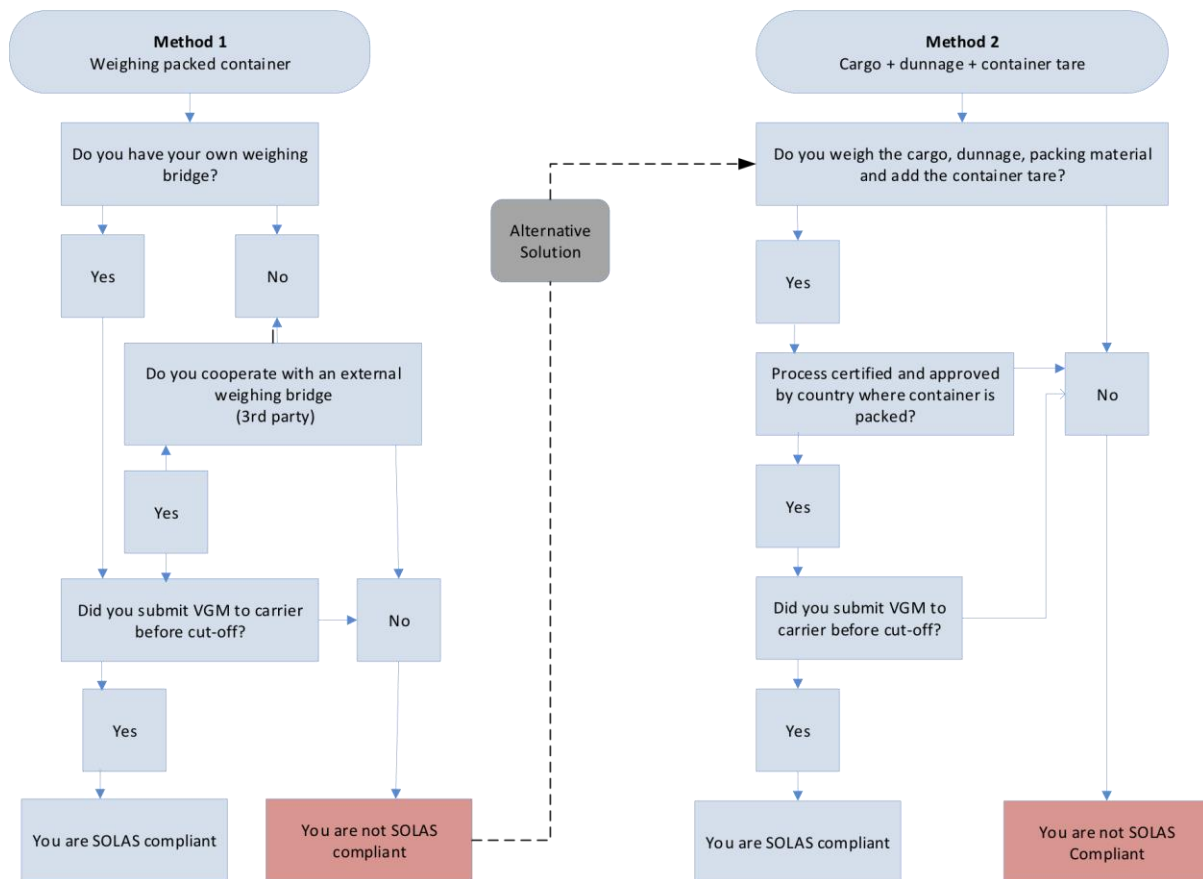 Method 1
Weighing packed container
Do you have your own weighing
bridge?
Yes
No
Do you cooperate with an external
weighing bridge
(3rd party)
Yes
Did you submit VGM to carrier
before cut-off?
No
Yes
You are SOLAS compliant
You are not SOLAS
compliant
Alternative
Solution
Method 2
Cargo + dunnage + container tare
Do you weigh the cargo, dunnage, packing material
and add the container tare?
Yes
Process certified and approved
by country where container is
packed?
No
Yes
Did you submit VGM to
carrier before cut-off?
Yes
You are SOLAS compliant
You are not SOLAS
Compliant